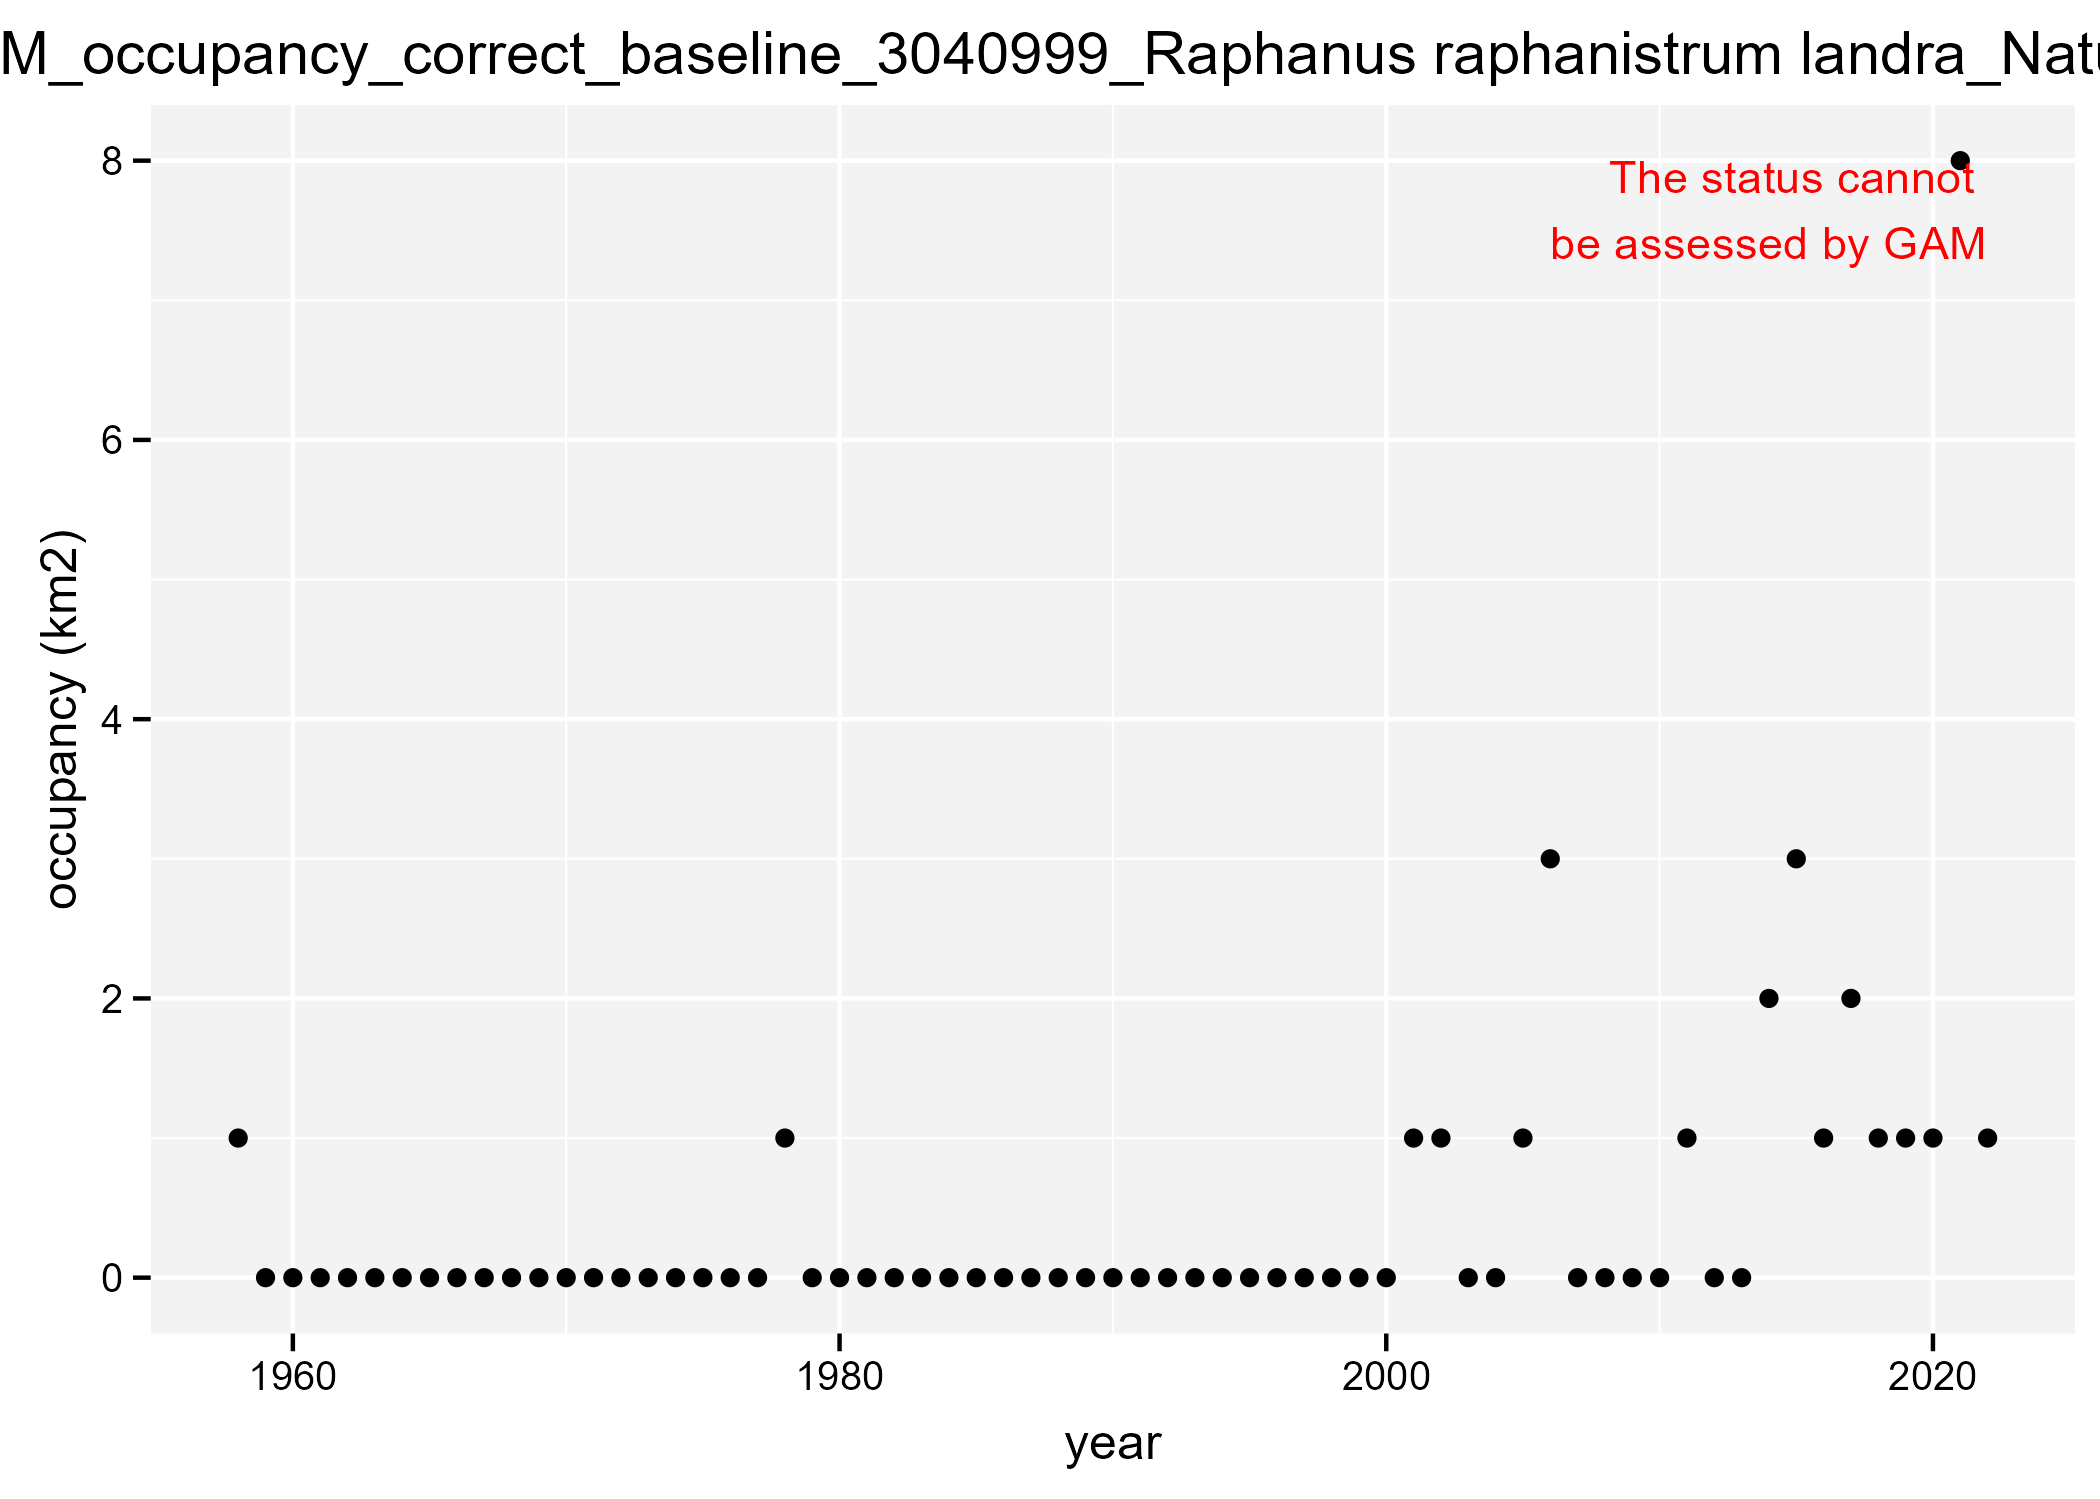 M_occupancy_correct_baseline_3040999_Raphanus raphanistrum landra_Natu
8
The status cannot
be assessed by GAM
6
occupancy (km2)
4
2
0
1960 1980 2000 2020
year